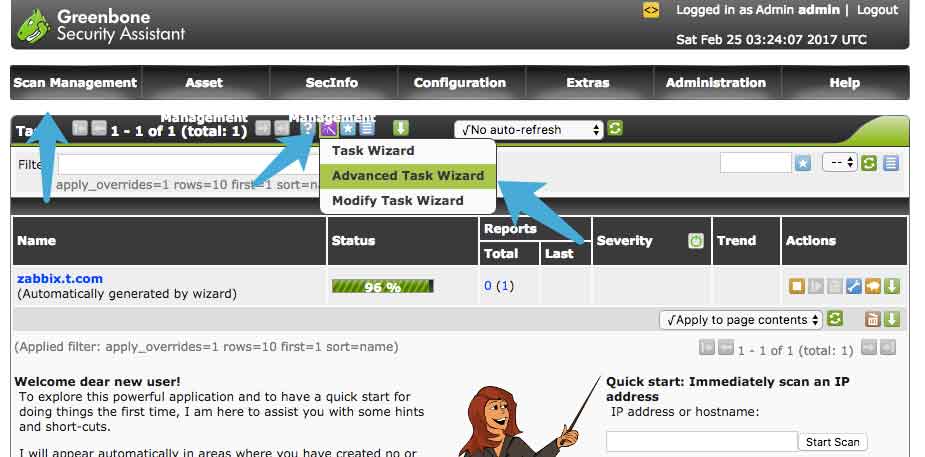 Greenbone
Security Assistant
Logged in as Admin admin | Logout
Sat Feb 25 03:24:07 2017 UTC
Scan Management Asset SecInfo Configuration Extras Administration Help
Management Management
1 - 1 of 1 (total: 1) ? √No auto-refresh
Task Wizard
Filte --
Advanced Task Wizard
apply_overrides=1 rows=10 first=1 sort=na
Modify Task Wizard
Name Status Reports Severity Trend Actions
Total Last
zabbix.t.com
(Automatically generated by wizard) 96 % 0 (1)
√Apply to page contents
(Applied filter: apply_overrides=1 rows=10 first=1 sort=name) 1 - 1 of 1 (total: 1)
Welcome dear new user!
To explore this powerful application and to have a quick start for
doing things the first time, I am here to assist you with some hints
and short-cuts.
I will appear automatically in areas where you have created no or
Quick start: Immediately scan an IP
address
IP address or hostname:
Start Scan